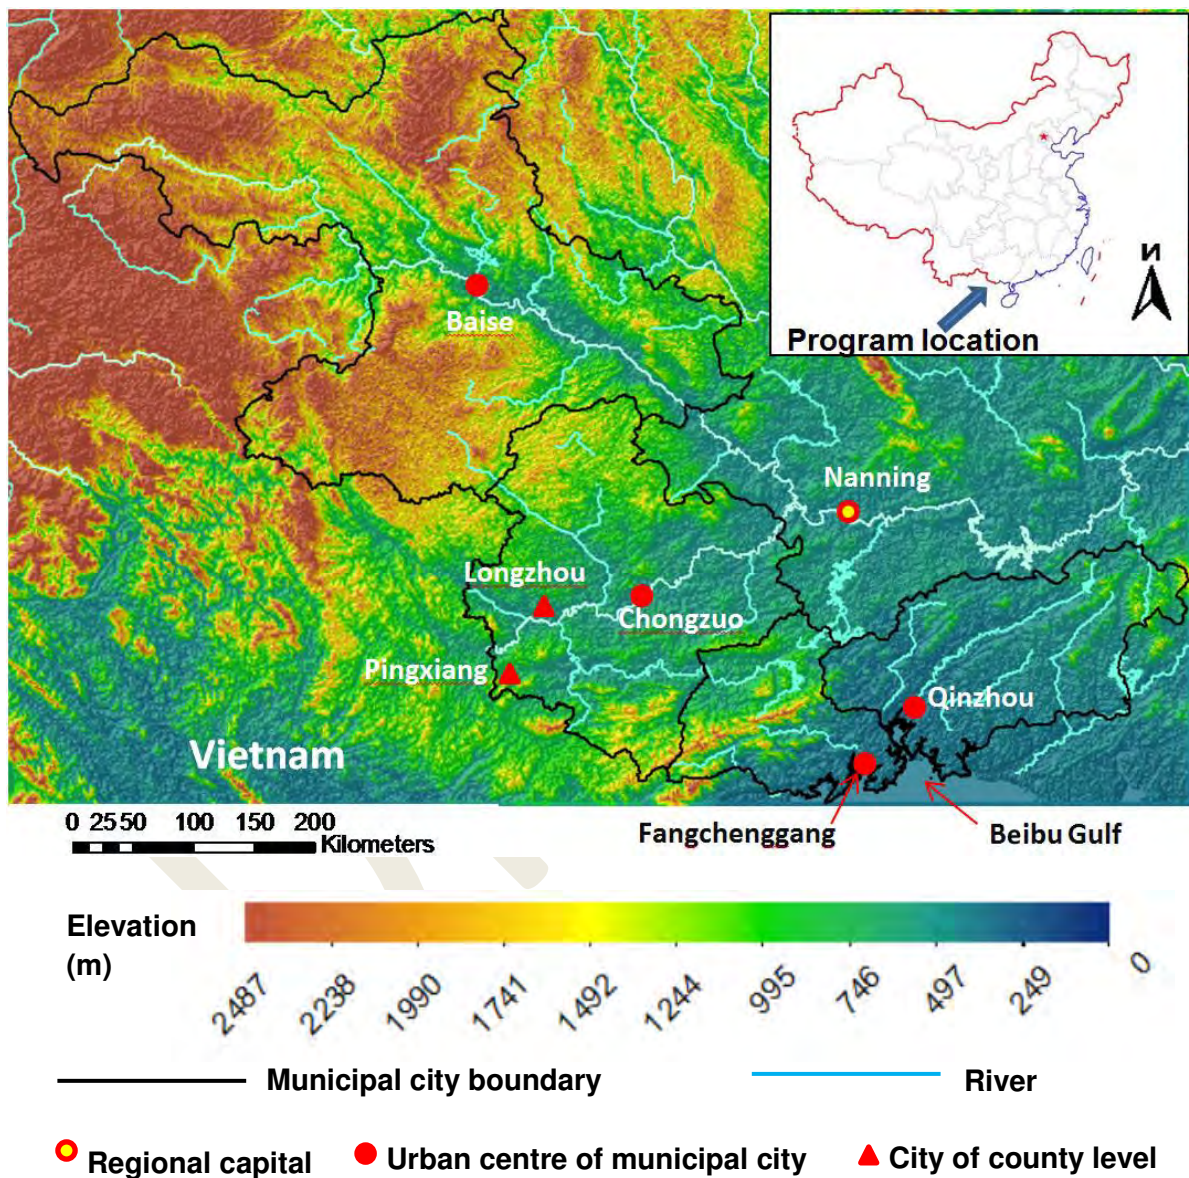 N
Program location
Baise
Nanning
Longzhou
Chongzuo
Pingxiang
Qinzhou
Vietnam
0 25 50 100 150 200
Kilometers
Fangchenggang
Beibu Gulf
Elevation
(m)
2487 2238 1990 1741 1492 1244 995 746 497 249 0
Municipal city boundary
River
Regional capital
Urban centre of municipal city
City of county level